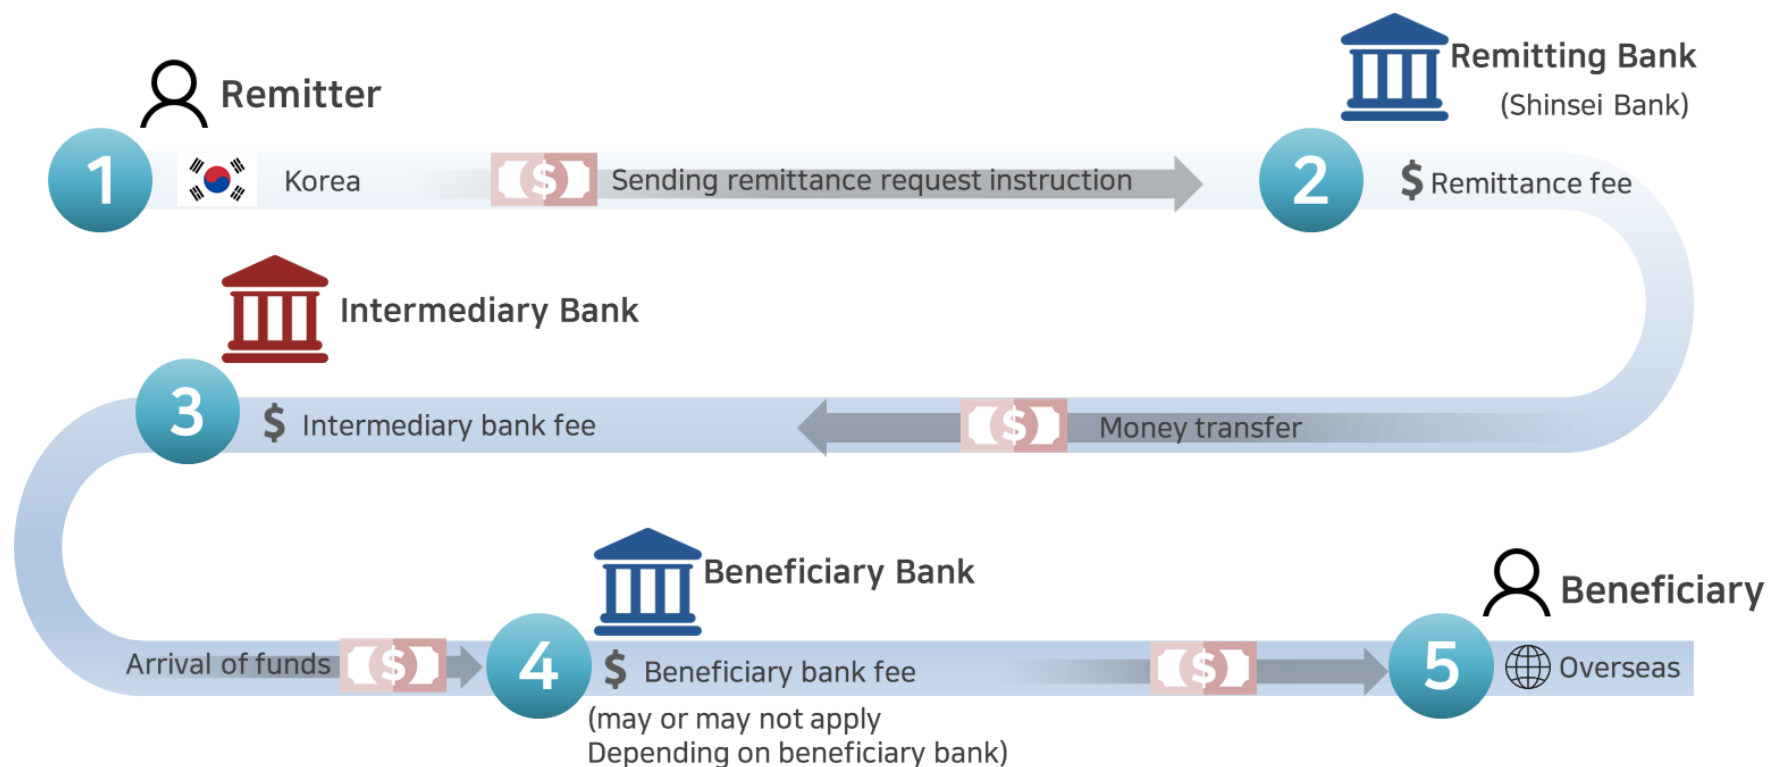 Remitter
Remitting Bank
(Shinsei Bank)
1
Korea
$
Sending remittance request instruction
2
$ Remittance fee
Intermediary Bank
3
$ Intermediary bank fee
$
Money transfer
Beneficiary Bank
Beneficiary
Arrival of funds
$
4
$ Beneficiary bank fee
$
5
Overseas
(may or may not apply
Depending on beneficiary bank)